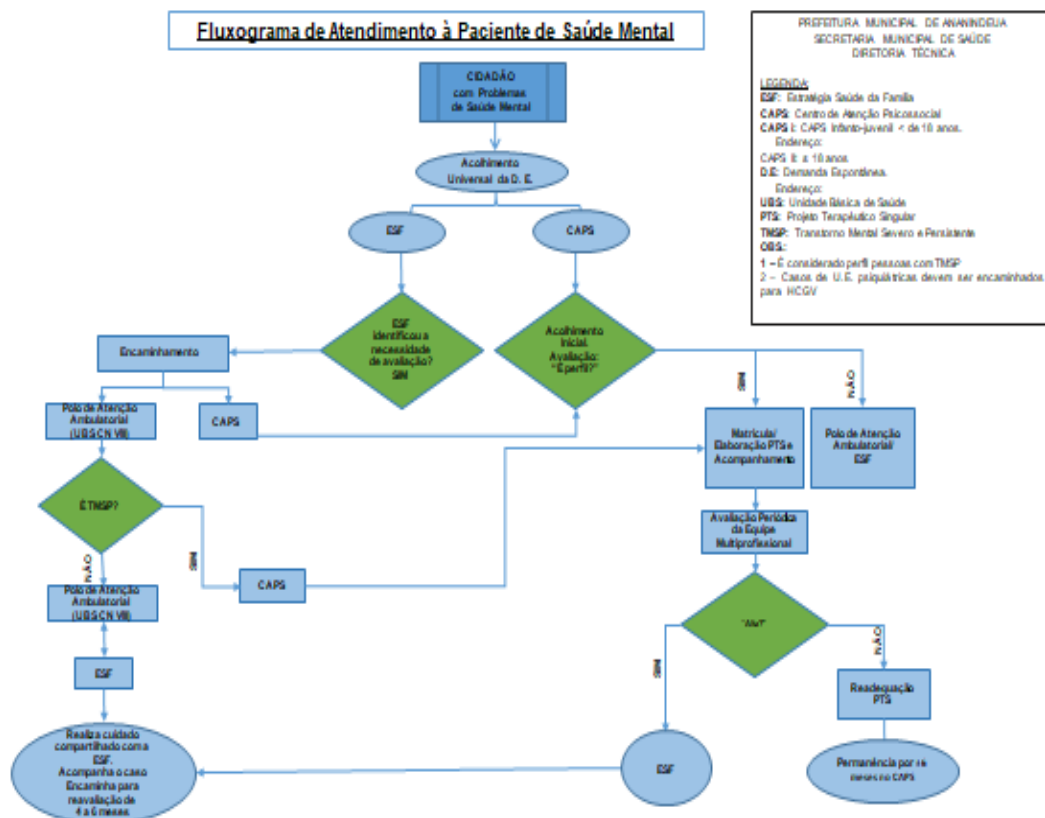 Fluxograma de Atendimento à Paciente de Saúde Mental
PREFEITURA MUNICIPAL DE ANANINDEUA
SECRETARIA MUNICIPAL DE SAÚDE
DIRETORIA TÉCNICA
LEGENDA:
ESF: Estratégia Saúde da Família
CAPS: Centro de Atenção Psicossocial
CAPS I: CAPS Infanto-juvenil < de 18 anos.
Endereço:
CAPS II: ≥ 18 anos
D.E: Demanda Espontânea.
Endereço:
UBS: Unidade Básica de Saúde
PTS: Projeto Terapêutico Singular
TMSP: Transtorno Mental Severo e Persistente
OBS.:
1 – É considerado perfil pessoas com TMSP
2 – Casos de U.E. psiquiátricas devem ser encaminhados
para HCGV
CIDADÃO
com Problemas
de Saúde Mental
Acolhimento
Universal da D. E.
ESF
CAPS
ESF
identificou a
necessidade
de avaliação?
SIM
Acolhimento
Inicial.
Avaliação:
"É perfil?"
Encaminhamento
Polo de Atenção
Ambulatorial
(UBS CN VIII)
CAPS
SIM
NÃO
Matrícula/
Elaboração PTS e
Acompanhamento
Polo de Atenção
Ambulatorial/
ESF
É TMSP?
Avaliação Periódica
da Equipe
Multiprofissional
NÃO
SIM
CAPS
Polo de Atenção
Ambulatorial
(UBS CN VIII)
SIM
NÃO
ESF
Readequação
PTS
Realiza cuidado
compartilhado com a
ESF.
Acompanha o caso
Encaminha para
reavaliação de
4 a 6 meses
ESF
Permanência por
meses no CAPS